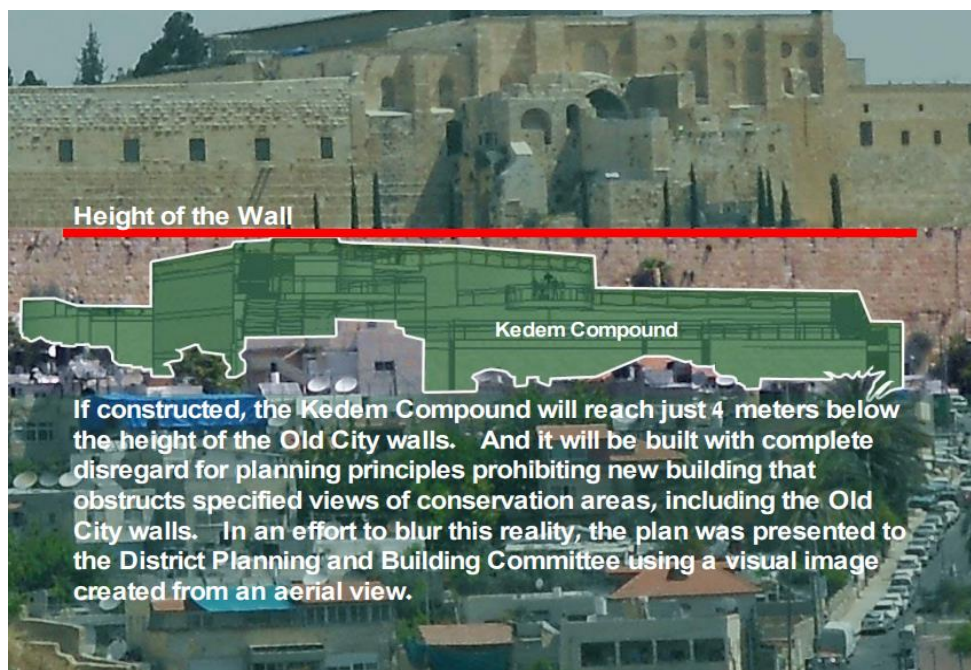 Height of the Wall
Kedem Compound
If constructed, the Kedem Compound will reach just 4 meters below
the height of the Old City walls. And it will be built with complete
disregard for planning principles prohibiting new building that
obstructs specified views of conservation areas, including the Old
City walls. In an effort to blur this reality, the plan was presented to
the District Planning and Building Committee using a visual image
created from an aerial view.